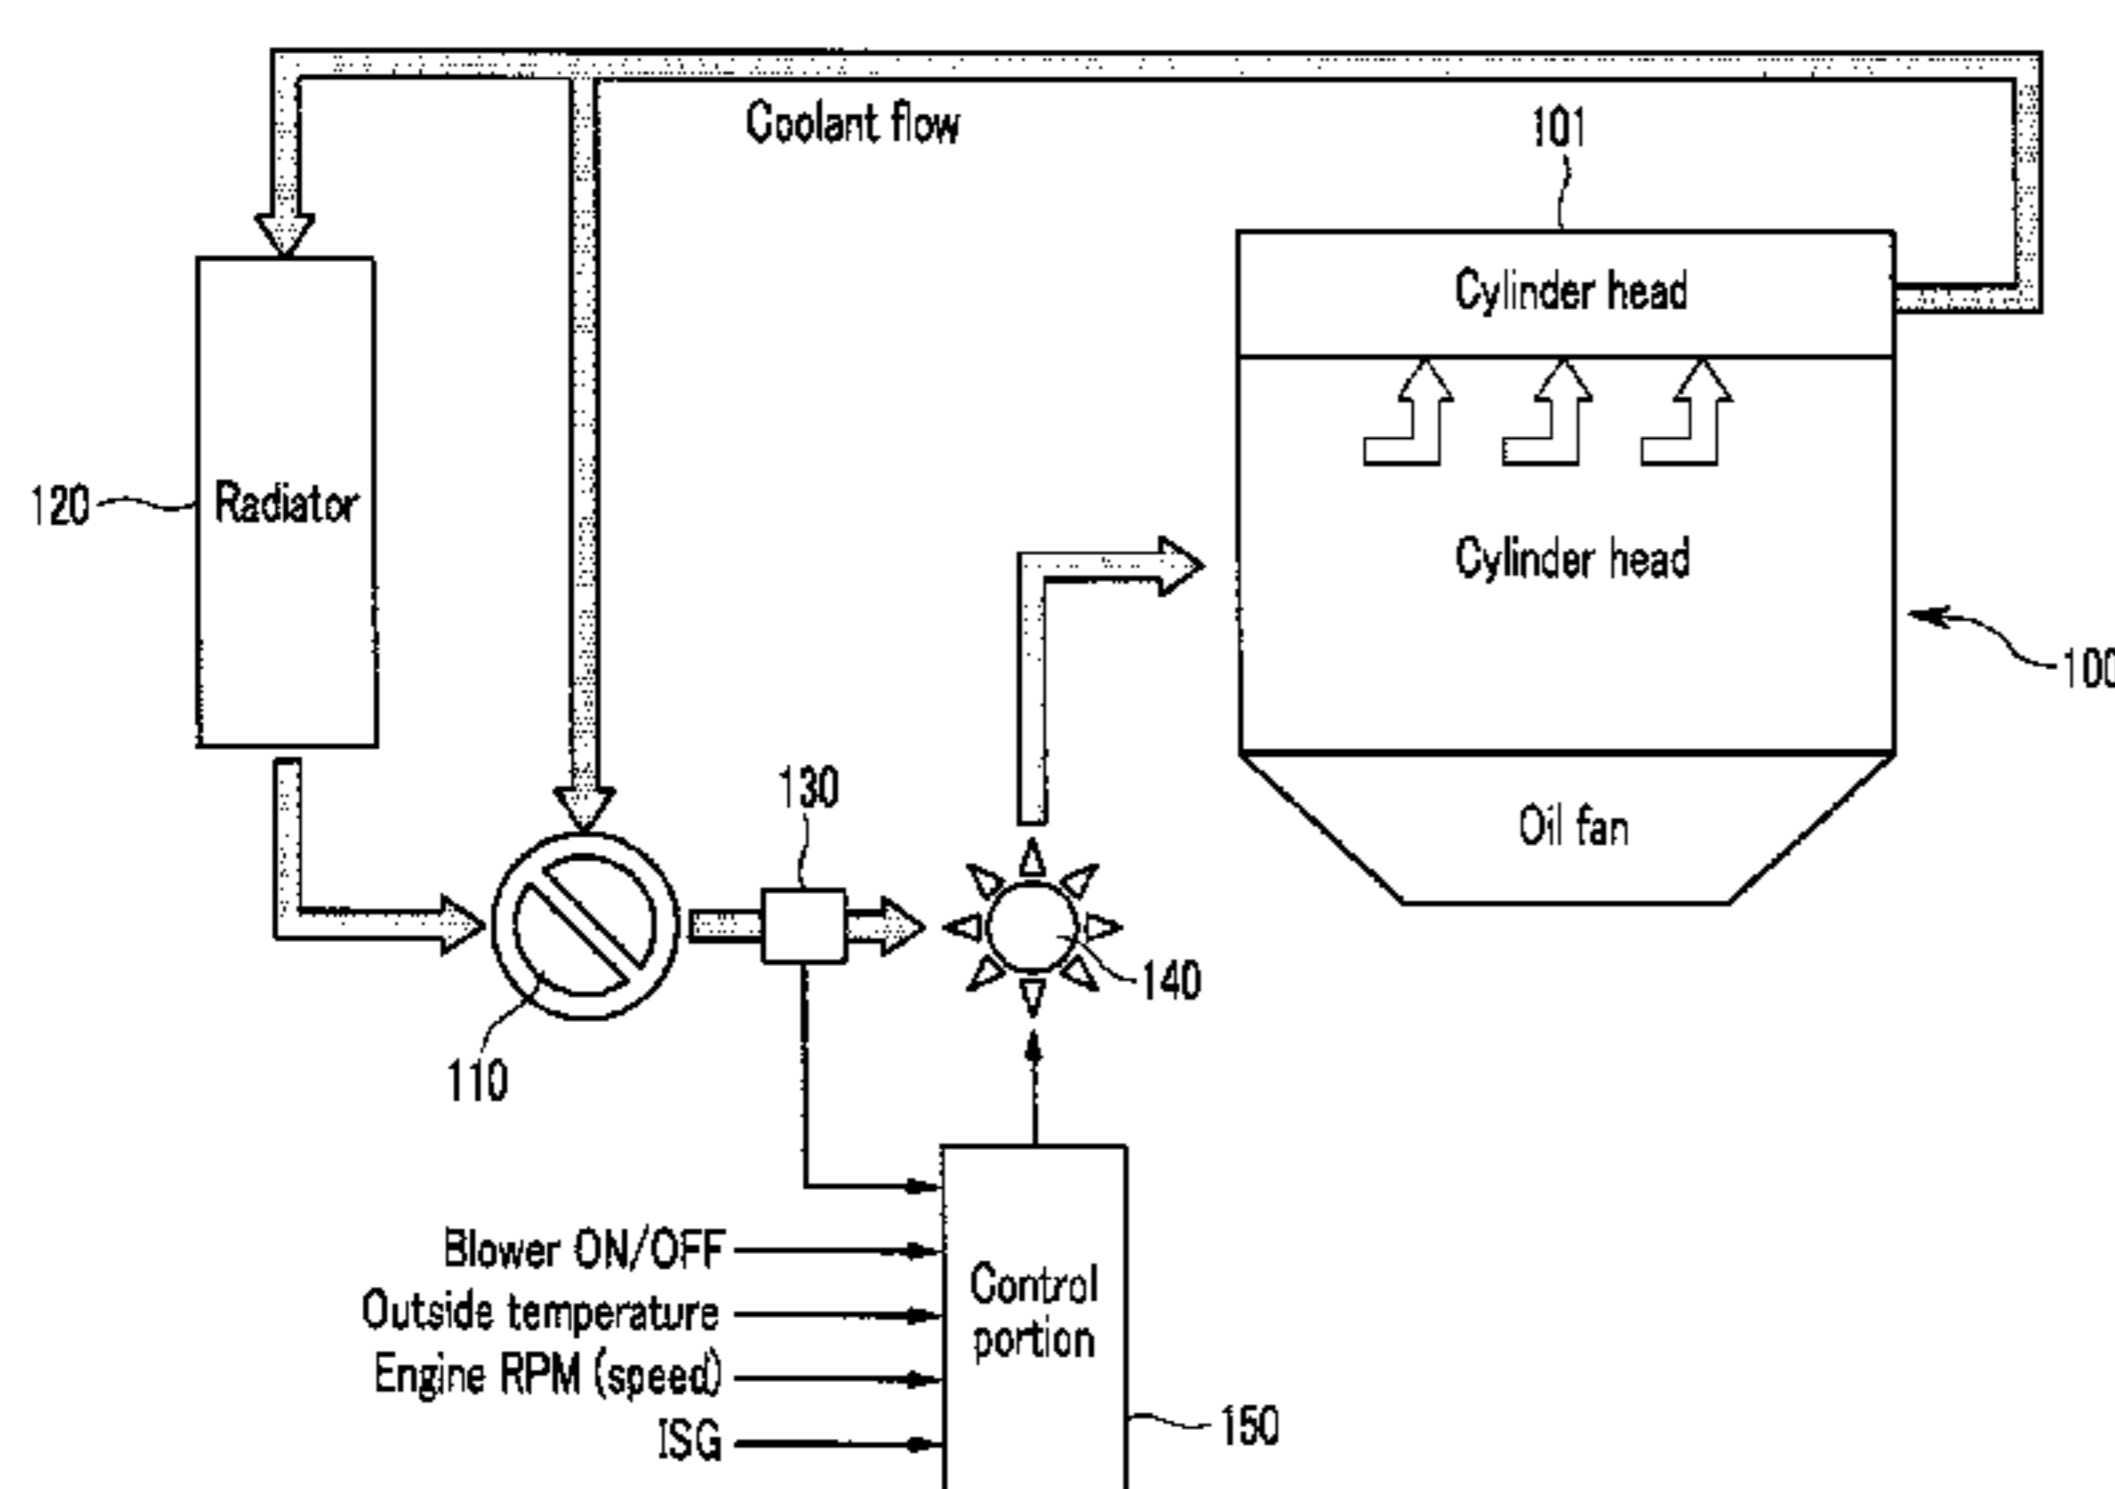 Coolant flow
101
Cylinder head
120
Radiator
Cylinder head
100
130
Oil fan
140
110
Blower ON/OFF
Outside temperature
Engine RPM (speed)
ISG
Control
portion
150